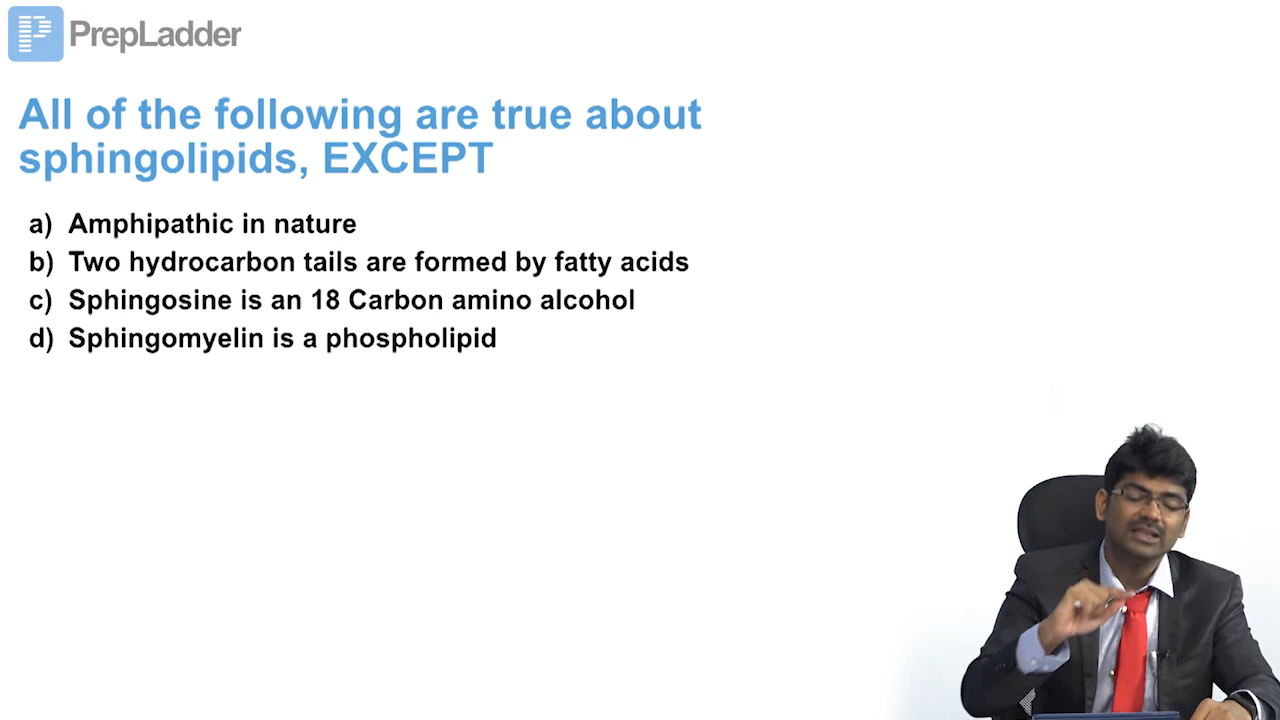 PrepLadder
All of the following are true about
sphingolipids, EXCEPT
a) Amphipathic in nature
b) Two hydrocarbon tails are formed by fatty acids
c) Sphingosine is an 18 Carbon amino alcohol
d) Sphingomyelin is a phospholipid